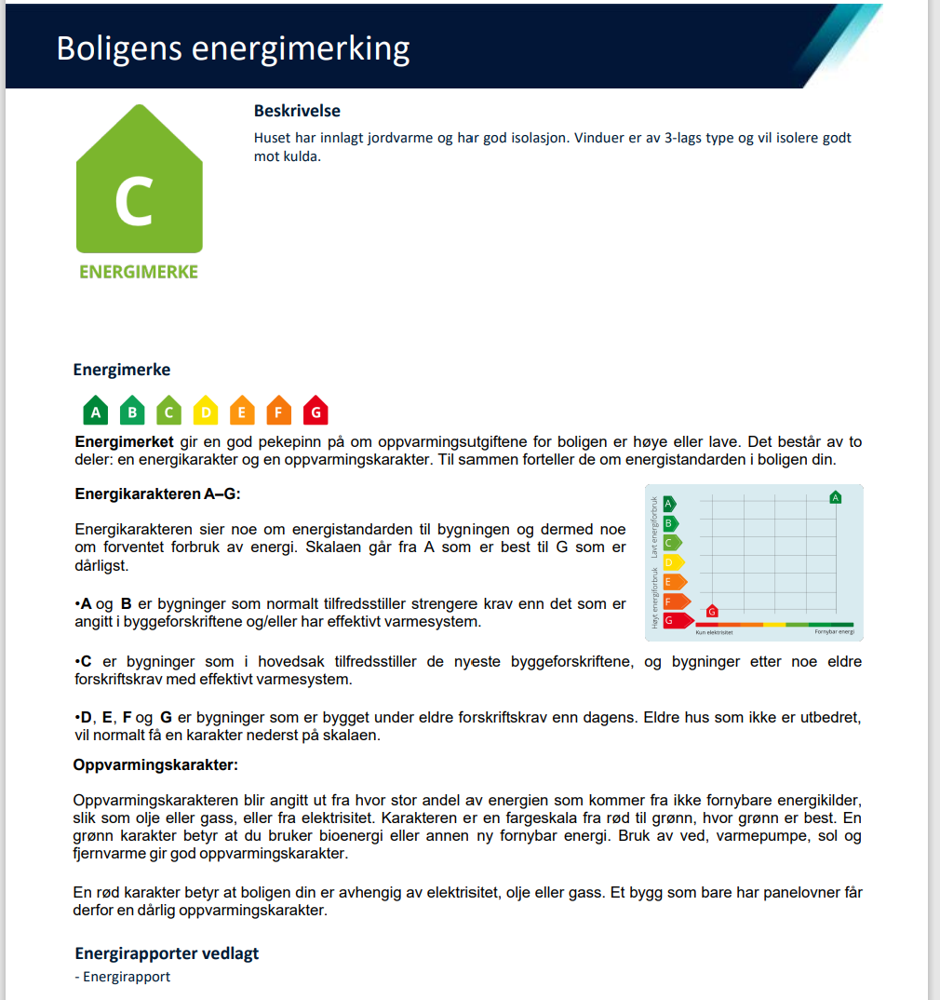 Boligens energimerking
C
ENERGIMERKE
Beskrivelse
Huset har innlagt jordvarme og har god isolasjon. Vinduer er av 3-lags type og vil isolere godt
mot kulda.
Energimerke
A B C D E F G
Energimerket gir en god pekepinn på om oppvarmingsutgiftene for boligen er høye eller lave. Det består av to
deler: en energikarakter og en oppvarmingskarakter. Til sammen forteller de om energistandarden i boligen din.
Energikarakteren A–G:
Energikarakteren sier noe om energistandarden til bygningen og dermed noe
om forventet forbruk av energi. Skalaen går fra A som er best til G som er
dårligst.
•A og B er bygninger som normalt tilfredsstiller strengere krav enn det som er
angitt i byggeforskriftene og/eller har effektivt varmesystem.
Lavt energiforbruk
Høyt energiforbruk
A
B
C
D
E
F
G
A
G
Kun elektrisitet
Fornybar energi
•C er bygninger som i hovedsak tilfredsstiller de nyeste byggeforskriftene, og bygninger etter noe eldre
forskriftskrav med effektivt varmesystem.
•D, E, F og G er bygninger som er bygget under eldre forskriftskrav enn dagens. Eldre hus som ikke er utbedret,
vil normalt få en karakter nederst på skalaen.
Oppvarmingskarakter:
Oppvarmingskarakteren blir angitt ut fra hvor stor andel av energien som kommer fra ikke fornybare energikilder,
slik som olje eller gass, eller fra elektrisitet. Karakteren er en fargeskala fra rød til grønn, hvor grønn er best. En
grønn karakter betyr at du bruker bioenergi eller annen ny fornybar energi. Bruk av ved, varmepumpe, sol og
fjernvarme gir god oppvarmingskarakter.
En rød karakter betyr at boligen din er avhengig av elektrisitet, olje eller gass. Et bygg som bare har panelovner får
derfor en dårlig oppvarmingskarakter.
Energirapporter vedlagt
- Energirapport